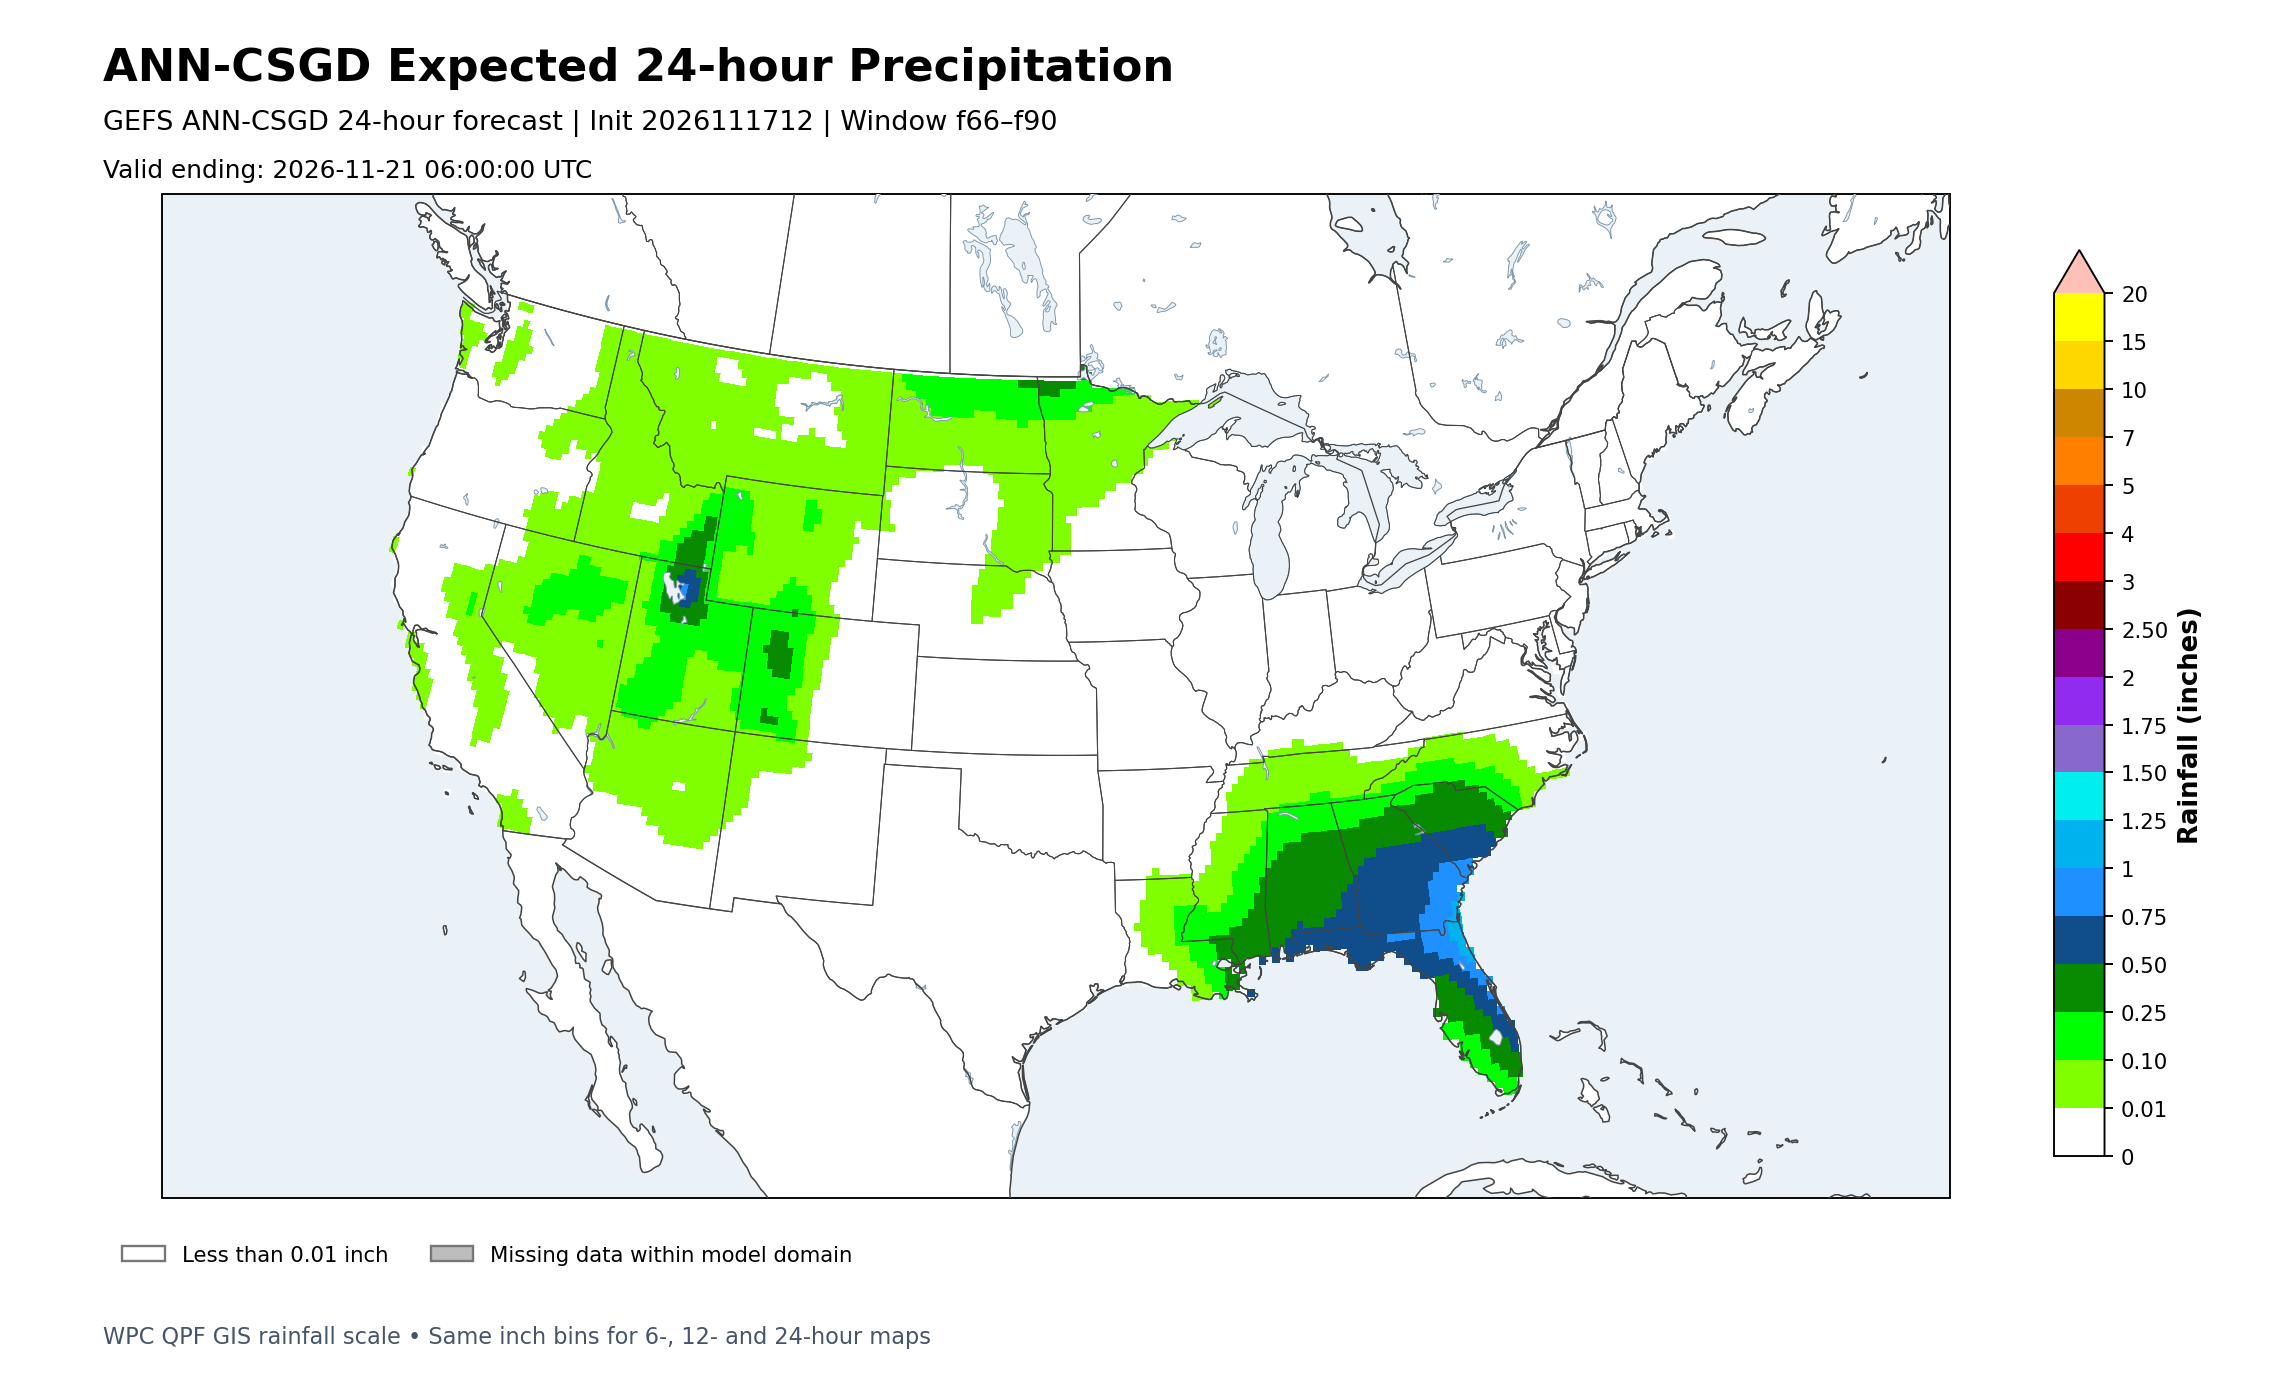 ANN-CSGD Expected 24-hour Precipitation
GEFS ANN-CSGD 24-hour forecast | Init 2026111712 | Window f66–f90
Valid ending: 2026-11-21 06:00:00 UTC
20
15
10
7
5
4
3
2.50
2
1.75
1.50
1.25
1
0.75
0.50
0.25
0.10
0.01
0
Rainfall (inches)
Less than 0.01 inch
Missing data within model domain
WPC QPF GIS rainfall scale • Same inch bins for 6-, 12- and 24-hour maps